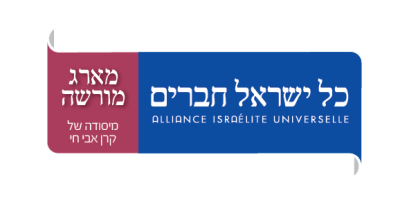 מארג
מורשה
מיסודה של
קרן אבי חי
כל ישראל חברים
ALLIANCE ISRAÉLITE UNIVERSELLE